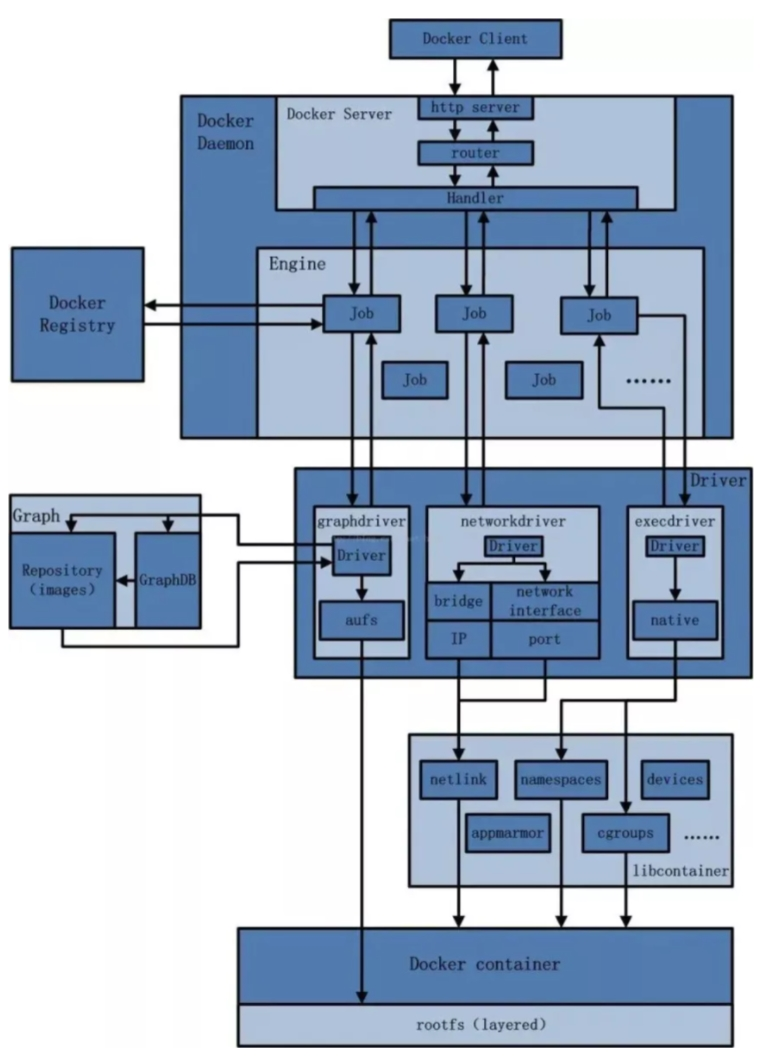 Docker Client
Docker
Daemon
Docker Server
http server
router
Handler
Engine
Docker
Registry
Job
Job
Job
Job
Job
......
Driver
Graph
Repository
(images)
GraphDB
graphdriver
Driver
aufs
networkdriver
Driver
bridge
network
interface
IP
port
execdriver
Driver
native
netlink
namespaces
devices
appmarmor
cgroups
......
libcontainer
Docker container
rootfs (layered)